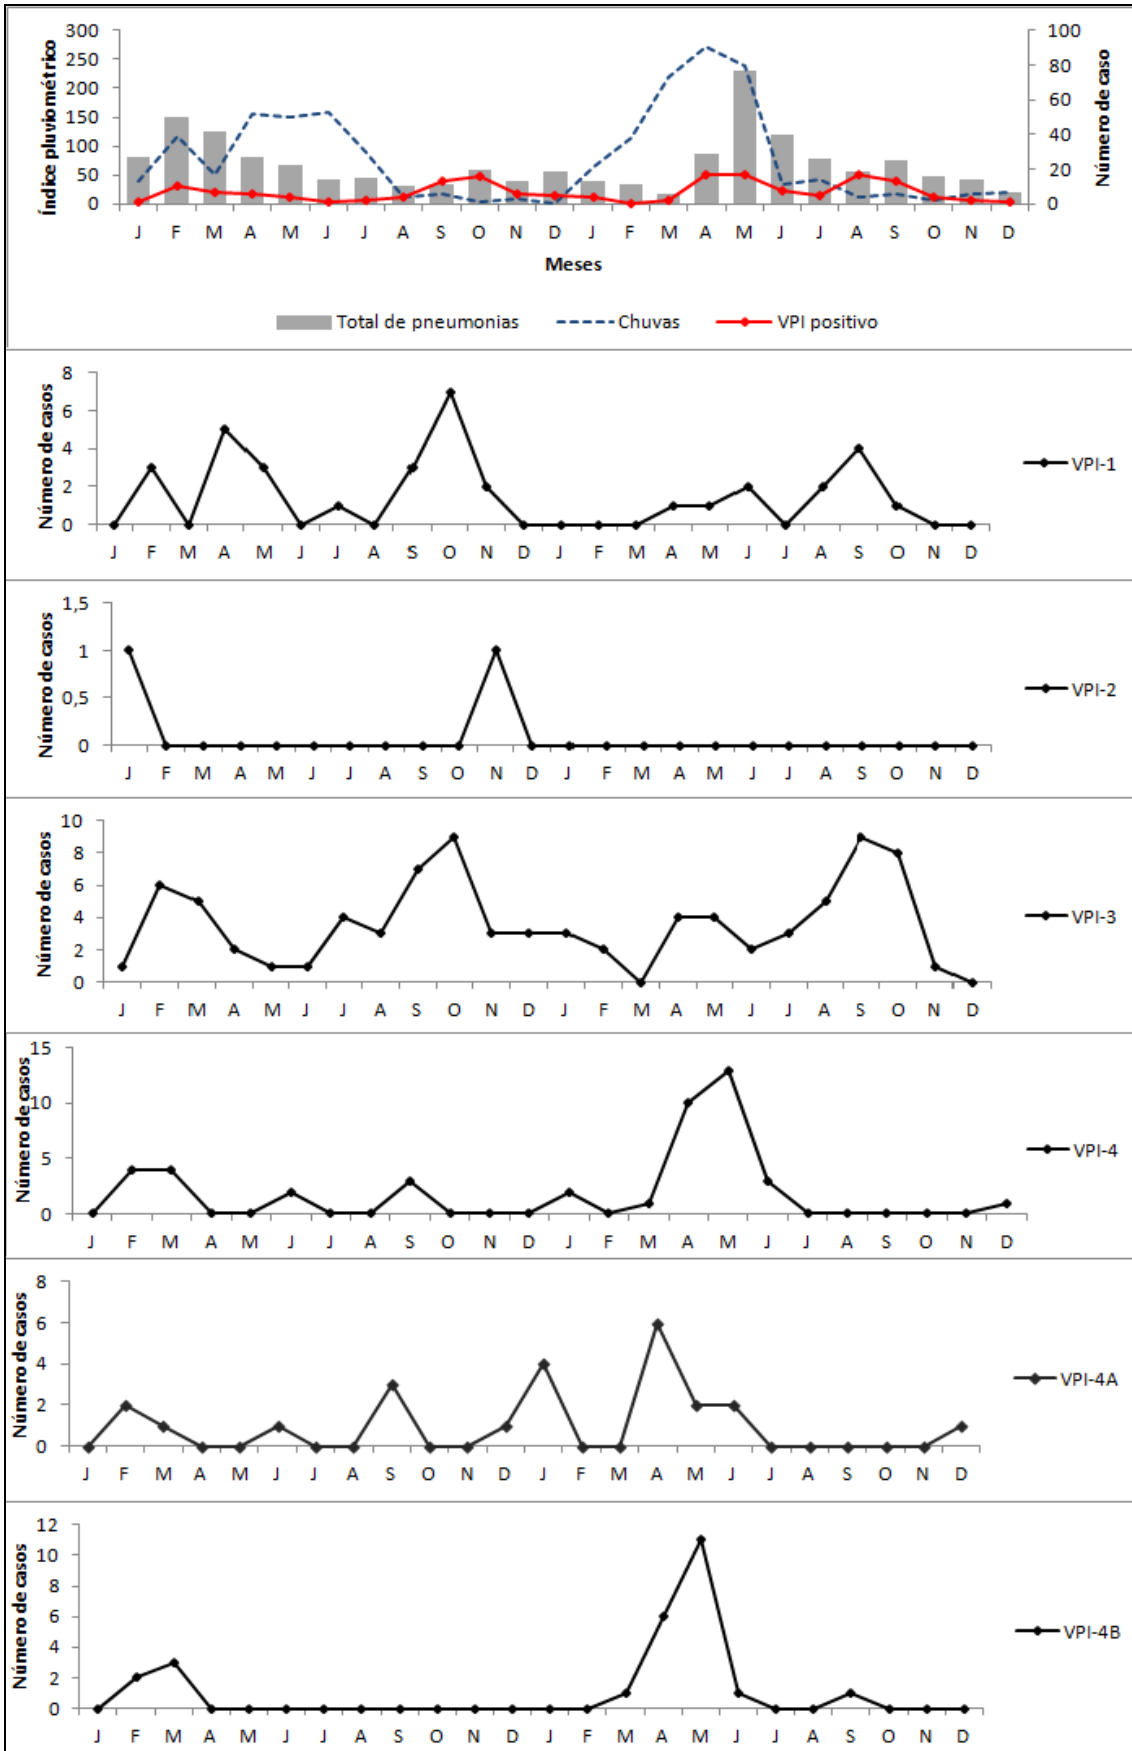 300
250
200
150
100
50
0
Índice pluviométrico
100
80
60
40
20
0
Número de caso
J F M A M J J A S O N D J F M A M J J A S O N D
Meses
Total de pneumonias Chuvas VPI positivo
8
6
4
2
0
Número de casos
J F M A M J J A S O N D J F M A M J J A S O N D
VPI-1
1,5
1
0,5
0
Número de casos
J F M A M J J A S O N D J F M A M J J A S O N D
VPI-2
10
8
6
4
2
0
Número de casos
J F M A M J J A S O N D J F M A M J J A S O N D
VPI-3
15
10
5
0
Número de casos
J F M A M J J A S O N D J F M A M J J A S O N D
VPI-4
8
6
4
2
0
Número de casos
J F M A M J J A S O N D J F M A M J J A S O N D
VPI-4A
12
10
8
6
4
2
0
Número de casos
J F M A M J J A S O N D J F M A M J J A S O N D
VPI-4B